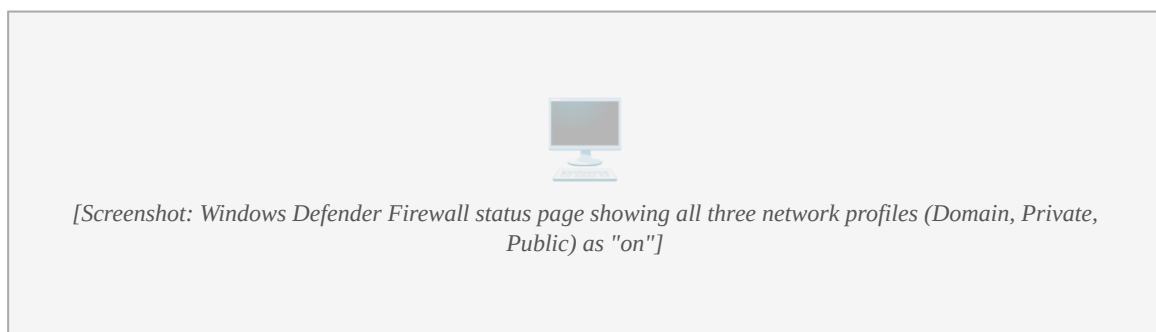 [Screenshot: Windows Defender Firewall status page showing all three network profiles (Domain, Private,
Public) as "on"]